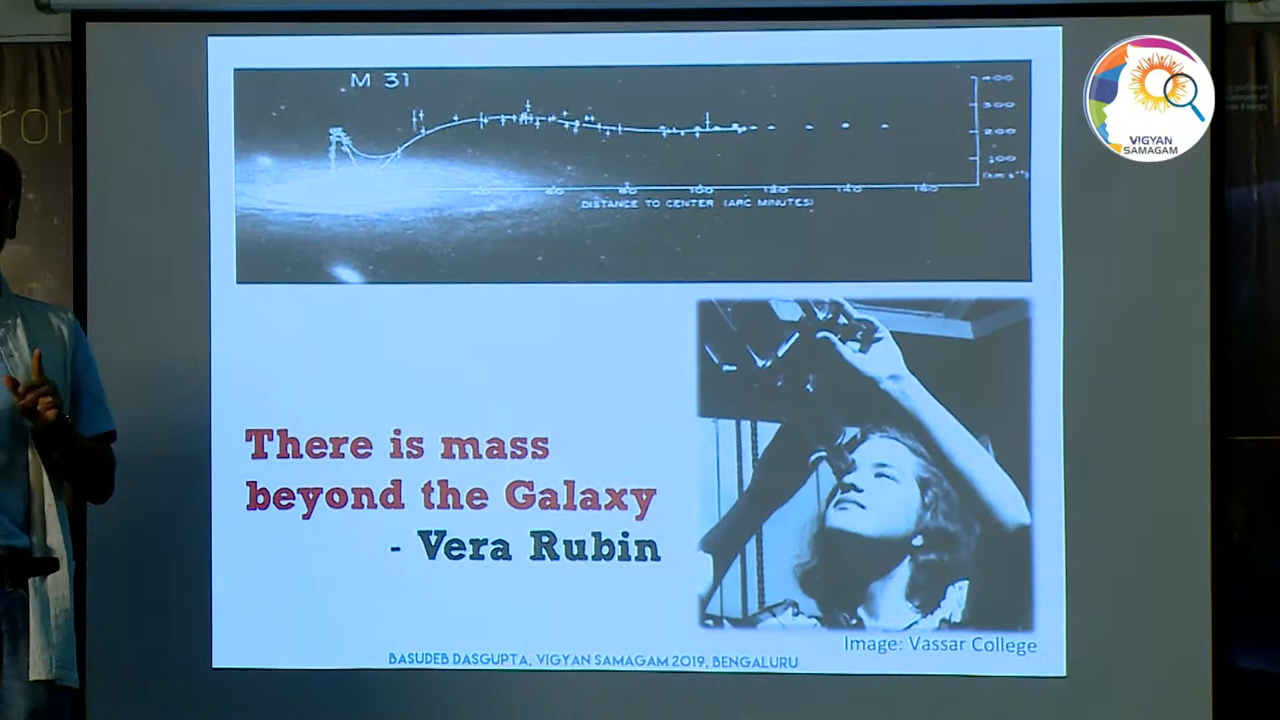 M 31
400
300
200
100
(km s⁻¹)
60
80
100
120
140
160
DISTANCE TO CENTER (ARC MINUTES)
VIGYAN
SAMAGAM
There is mass
beyond the Galaxy
- Vera Rubin
Image: Vassar College
BASUDEB DASGUPTA, VIGYAN SAMAGAM 2019, BENGALURU